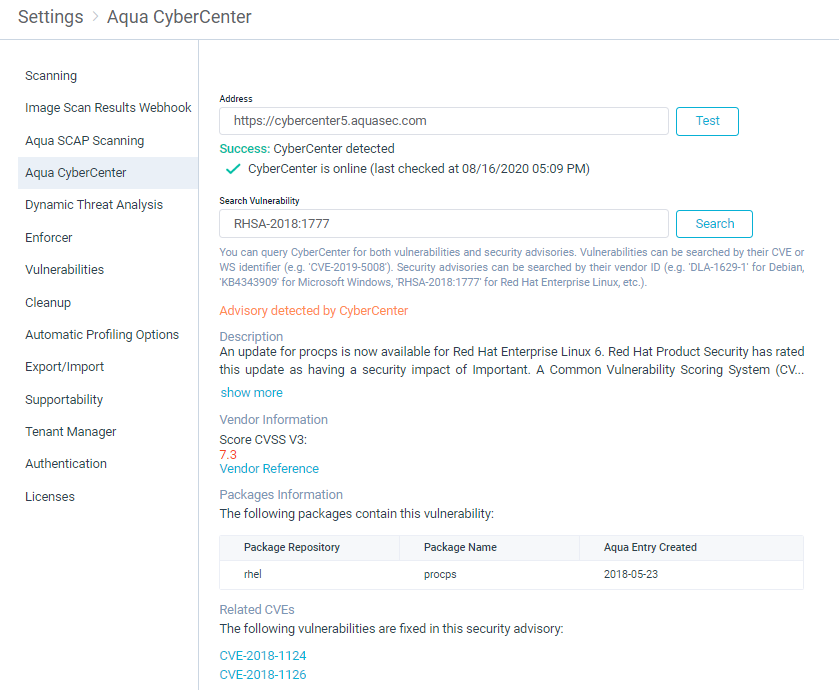 Settings > Aqua CyberCenter
Scanning
Image Scan Results Webhook
Aqua SCAP Scanning
Aqua CyberCenter
Dynamic Threat Analysis
Enforcer
Vulnerabilities
Cleanup
Automatic Profiling Options
Export/Import
Supportability
Tenant Manager
Authentication
Licenses
Address
https://cybercenter5.aquasec.com
Test
Success: CyberCenter detected
CyberCenter is online (last checked at 08/16/2020 05:09 PM)
Search Vulnerability
RHSA-2018:1777
Search
You can query CyberCenter for both vulnerabilities and security advisories. Vulnerabilities can be searched by their CVE or
WS identifier (e.g. 'CVE-2019-5008'). Security advisories can be searched by their vendor ID (e.g. 'DLA-1629-1' for Debian,
'KB4343909' for Microsoft Windows, 'RHSA-2018:1777' for Red Hat Enterprise Linux, etc.).
Advisory detected by CyberCenter
Description
An update for procps is now available for Red Hat Enterprise Linux 6. Red Hat Product Security has rated
this update as having a security impact of Important. A Common Vulnerability Scoring System (CV...
show more
Vendor Information
Score CVSS V3:
7.3
Vendor Reference
Packages Information
The following packages contain this vulnerability:
Package Repository Package Name Aqua Entry Created
rhel procps 2018-05-23
Related CVEs
The following vulnerabilities are fixed in this security advisory:
CVE-2018-1124
CVE-2018-1126